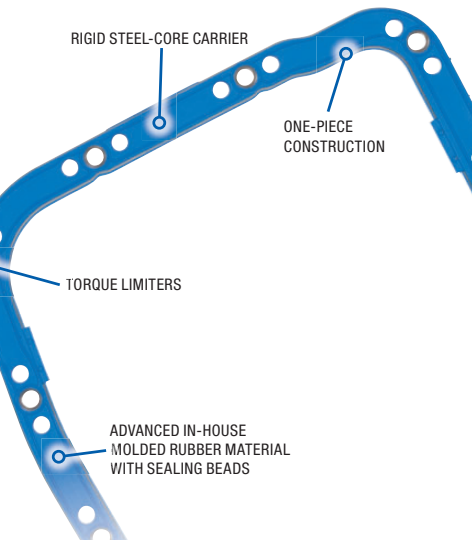 RIGID STEEL-CORE CARRIER
ONE-PIECE
CONSTRUCTION
TORQUE LIMITERS
ADVANCED IN-HOUSE
MOLDED RUBBER MATERIAL
WITH SEALING BEADS